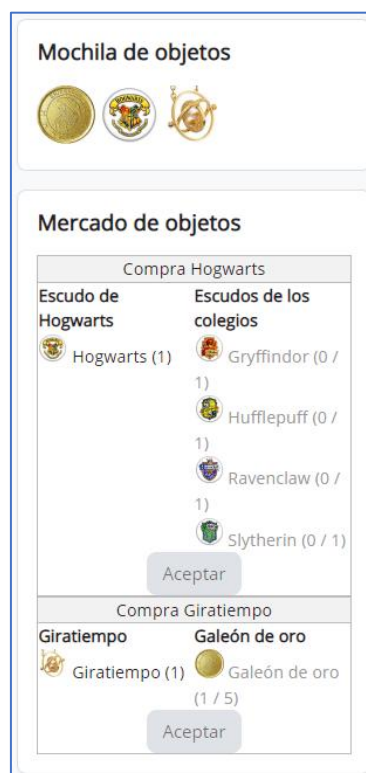 Mochila de objetos
HOGWARTS
Mercado de objetos
Compra Hogwarts
Escudo de
Hogwarts
Hogwarts (1)
Escudos de los
colegios
Gryffindor (0 /
1)
Hufflepuff (0 /
1)
Ravenclaw (0 /
1)
Slytherin (0 / 1)
Aceptar
Compra Giratiempo
Giratiempo
Giratiempo (1)
Galeón de oro
Galeón de oro
(1 / 5)
Aceptar